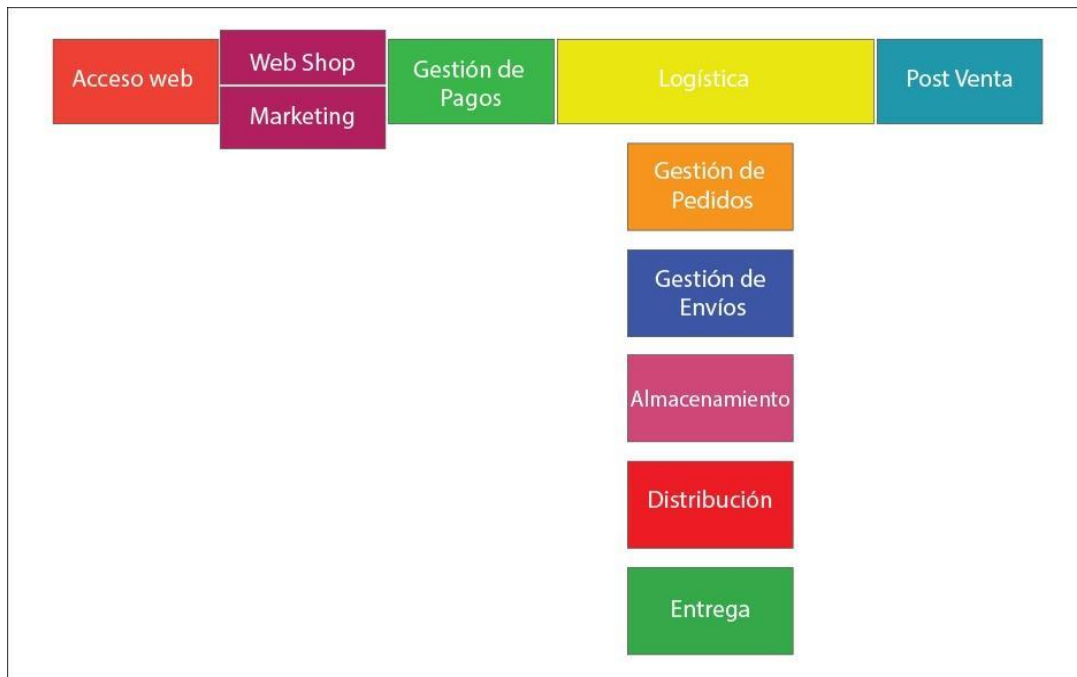 Acceso web
Web Shop
Marketing
Gestión de
Pagos
Logística
Post Venta
Gestión de
Pedidos
Gestión de
Envíos
Almacenamiento
Distribución
Entrega